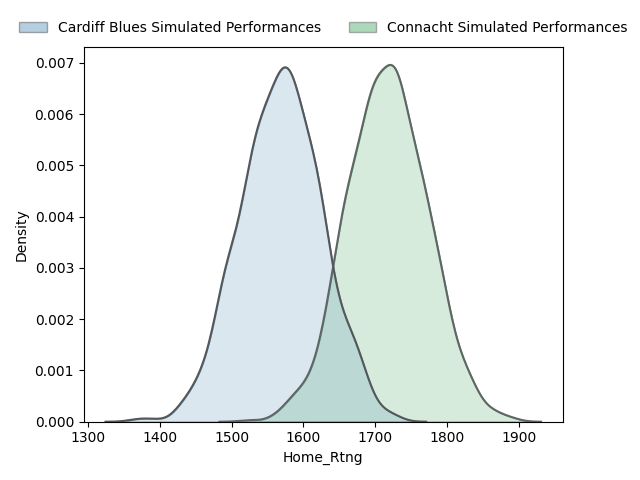 Cardiff Blues Simulated Performances
Connacht Simulated Performances
0.007
0.006
0.005
0.004
0.003
0.002
0.001
0.000
Density
1300 1400 1500 1600 1700 1800 1900
Home_Rtng